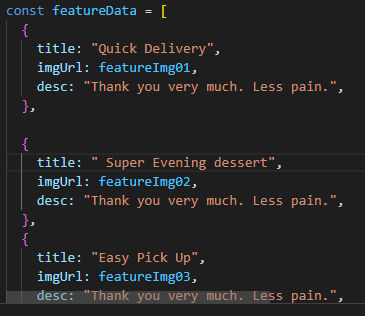 const featureData = [
{
title: "Quick Delivery",
imgUrl: featureImg01,
desc: "Thank you very much. Less pain.",
},
{
title: " Super Evening dessert",
imgUrl: featureImg02,
desc: "Thank you very much. Less pain.",
},
{
title: "Easy Pick Up",
imgUrl: featureImg03,
desc: "Thank you very much. Less pain.",